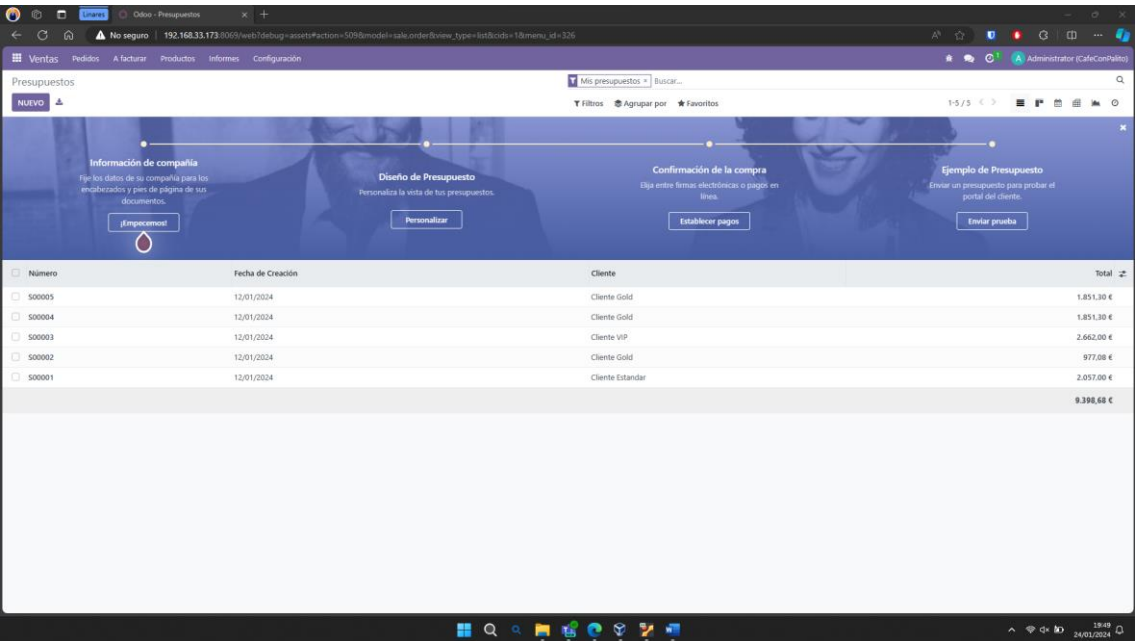 Linares
Odoo - Presupuestos
No seguro
192.168.33.173:8069/web?debug=assets#action=509&model=sale.order&view_type=list&cids=1&menu_id=326
Ventas Pedidos A facturar Productos Informes Configuración
1
A Administrator (CafeConPalito)
Presupuestos
Mis presupuestos × Buscar...
NUEVO
Filtros Agrupar por Favoritos
1-5 / 5
Información de compañía
Fije los datos de su compañía para los
encabezados y pies de página de sus
documentos.
¡Empecemos!
Diseño de Presupuesto
Personaliza la vista de tus presupuestos.
Personalizar
Confirmación de la compra
Elija entre firmas electrónicas o pagos en
línea.
Establecer pagos
Ejemplo de Presupuesto
Enviar un presupuesto para probar el
portal del cliente.
Enviar prueba
Número Fecha de Creación Cliente Total
S00005 12/01/2024 Cliente Gold 1.851,30 €
S00004 12/01/2024 Cliente Gold 1.851,30 €
S00003 12/01/2024 Cliente VIP 2.662,00 €
S00002 12/01/2024 Cliente Gold 977,08 €
S00001 12/01/2024 Cliente Estandar 2.057,00 €
9.398,68 €
19:49
24/01/2024